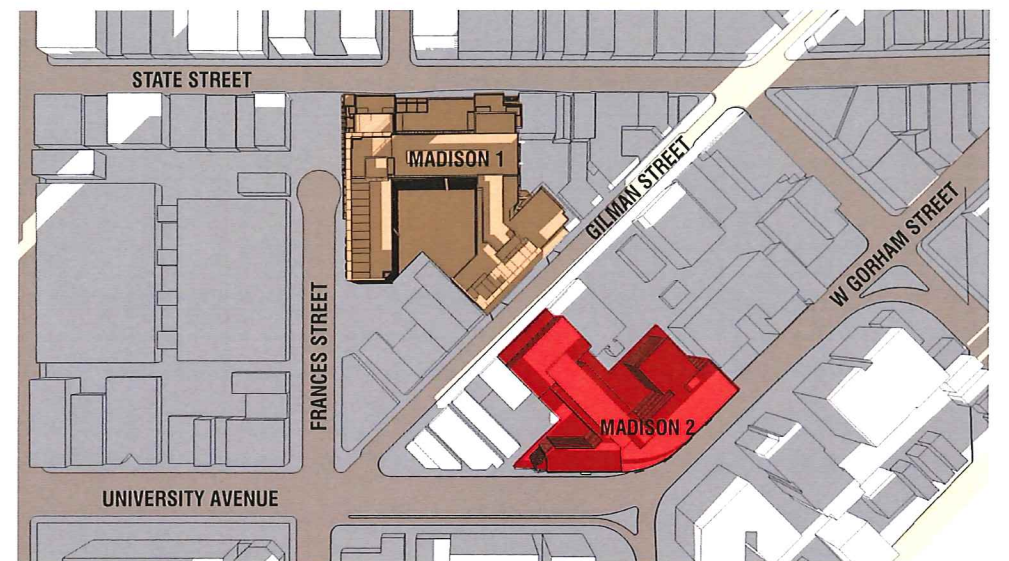 STATE STREET
MADISON 1
GILMAN STREET
W GORHAM STREET
FRANCES STREET
MADISON 2
UNIVERSITY AVENUE